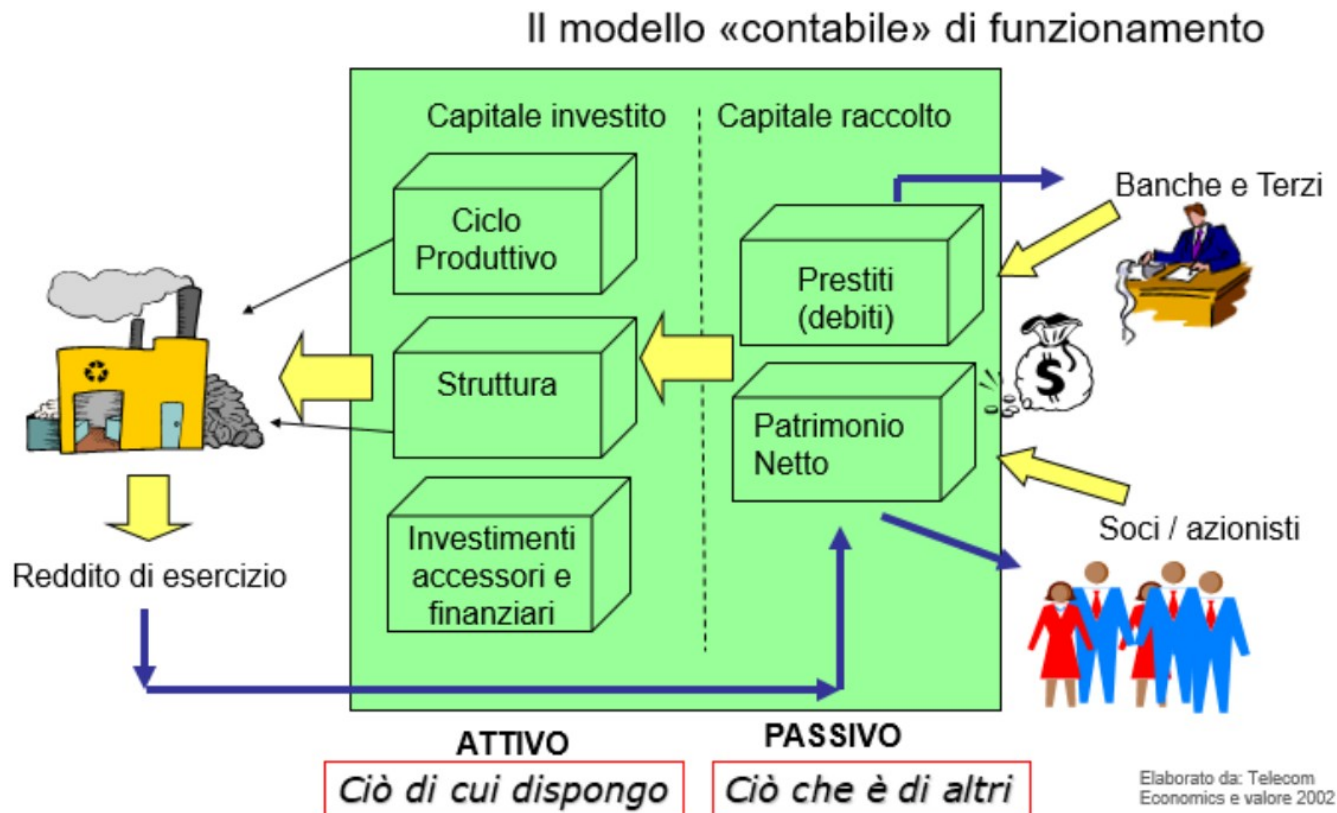 Il modello «contabile» di funzionamento
Capitale investito
Capitale raccolto
Ciclo
Produttivo
Struttura
Investimenti
accessori e
finanziari
Prestiti
(debiti)
Patrimonio
Netto
Banche e Terzi
$
Soci / azionisti
Reddito di esercizio
ATTIVO
Ciò di cui dispongo
PASSIVO
Ciò che è di altri
Elaborato da: Telecom
Economics e valore 2002